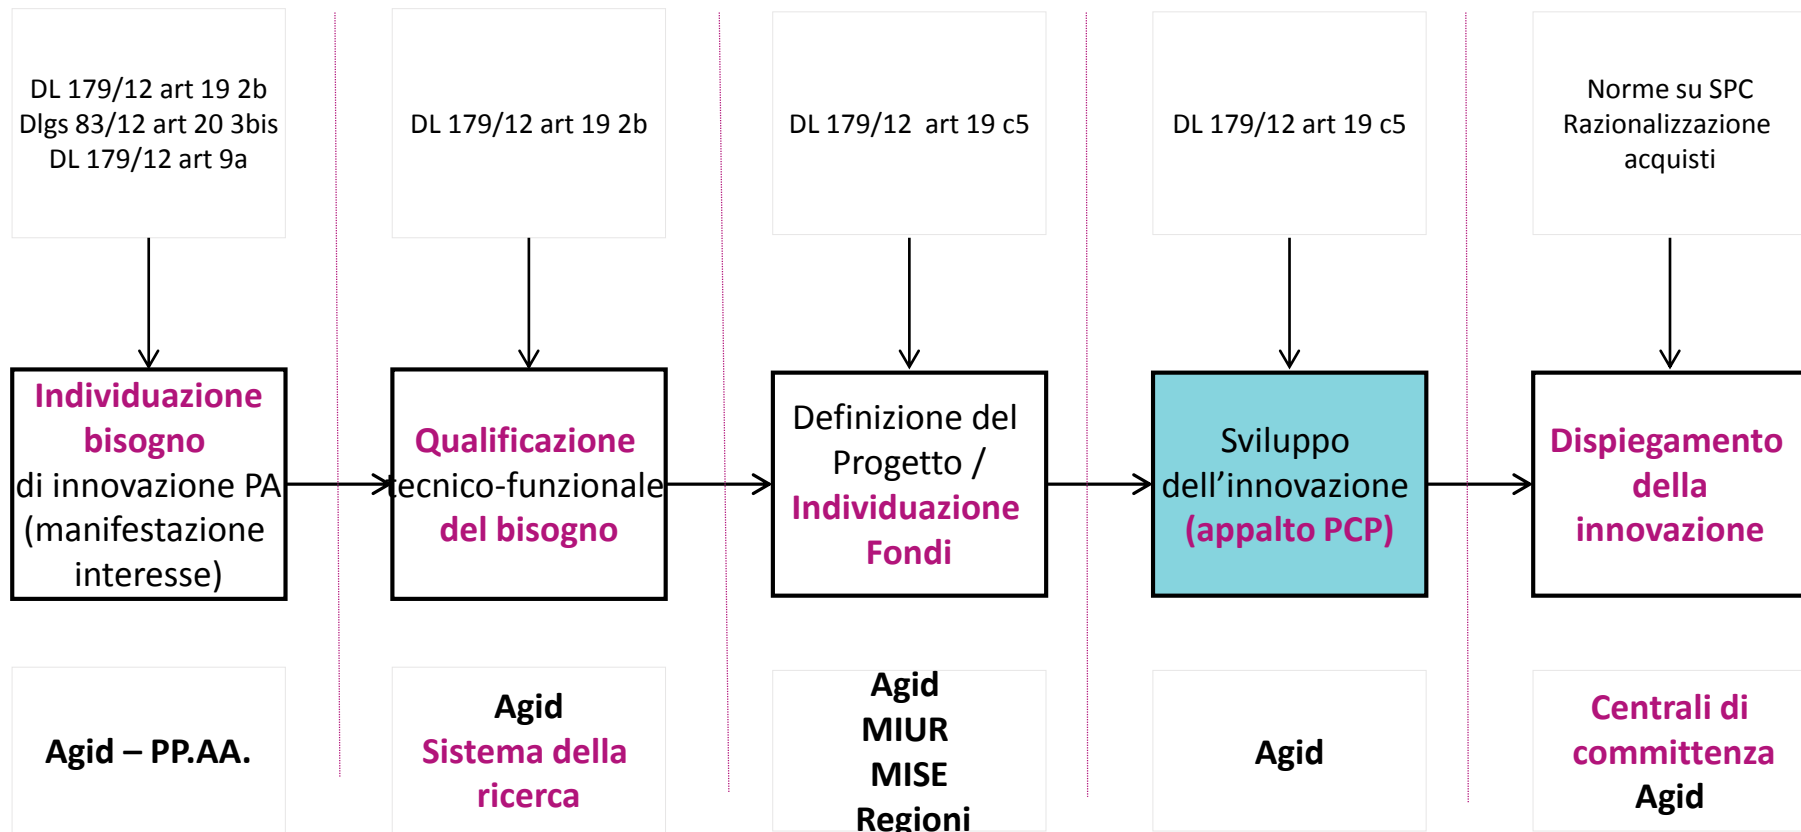 DL 179/12 art 19 2b
Dlgs 83/12 art 20 3bis
DL 179/12 art 9a
DL 179/12 art 19 2b
DL 179/12  art 19 c5
DL 179/12 art 19 c5
Norme su SPC
Razionalizzazione
acquisti
Individuazione
bisogno
di innovazione PA
(manifestazione
interesse)
Qualificazione
tecnico-funzionale
del bisogno
Definizione del
Progetto /
Individuazione
Fondi
Sviluppo
dell’innovazione
(appalto PCP)
Dispiegamento
della
innovazione
Agid – PP.AA.
Agid
Sistema della
ricerca
Agid
MIUR
MISE
Regioni
Agid
Centrali di
committenza
Agid